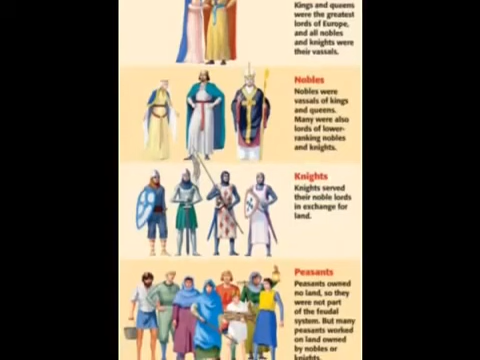 Kings and queens
were the greatest
lords of Europe,
and all nobles
and knights were
their vassals.
Nobles
Nobles were
vassals of kings
and queens.
Many were also
lords of lower-
ranking nobles
and knights.
Knights
Knights served
their noble lords
in exchange for
land.
Peasants
Peasants owned
no land, so they
were not part
of the feudal
system. But many
peasants worked
on land owned
by nobles or
knights.